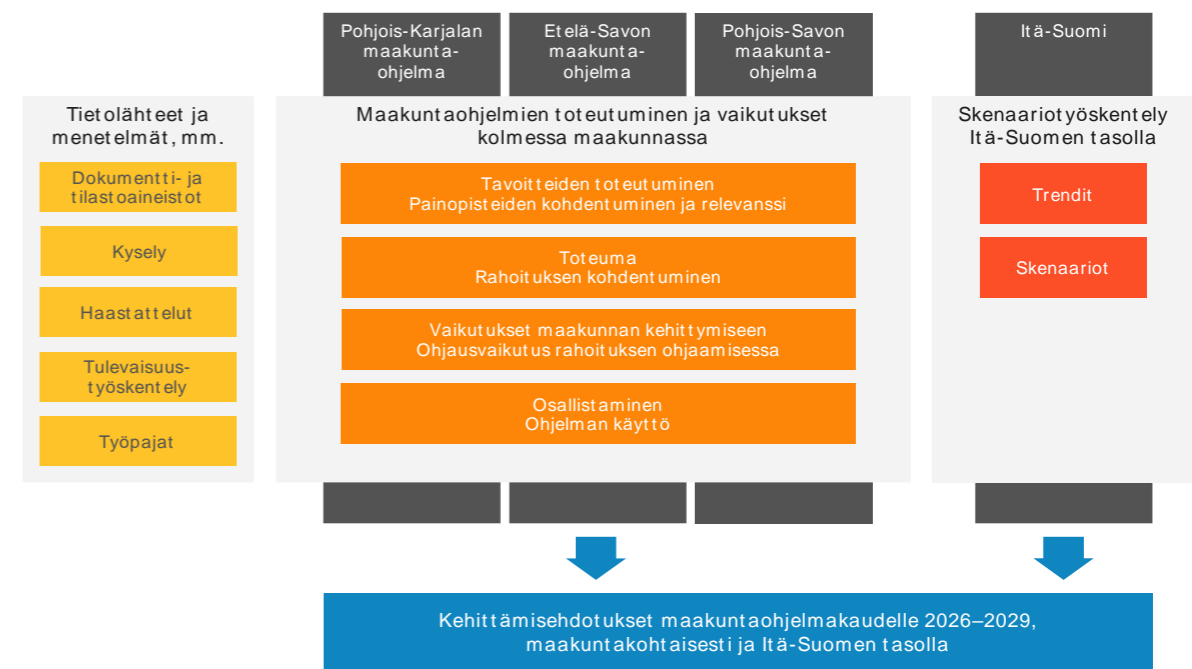 Pohjois-Karjalan
maakunta-
ohjelma
Etelä-Savon
maakunta-
ohjelma
Pohjois-Savon
maakunta-
ohjelma
Itä-Suomi
Tietolähteet ja
menetelmät, mm.
Dokumentti- ja
tilastoaineistot
Kysely
Haastattelut
Tulevaisuus-
työskentely
Työpajat
Maakuntaohjelmien toteutuminen ja vaikutukset
kolmessa maakunnassa
Tavoitteiden toteutuminen
Painopisteiden kohdentuminen ja relevanssi
Toteuma
Rahoituksen kohdentuminen
Vaikutukset maakunnan kehittymiseen
Ohjausvaikutus rahoituksen ohjaamisessa
Osallistaminen
Ohjelman käyttö
Skenaariotyöskentely
Itä-Suomen tasolla
Trendit
Skenaariot
Kehittämisehdotukset maakuntaohjelmakaudelle 2026–2029,
maakuntakohtaisesti ja Itä-Suomen tasolla